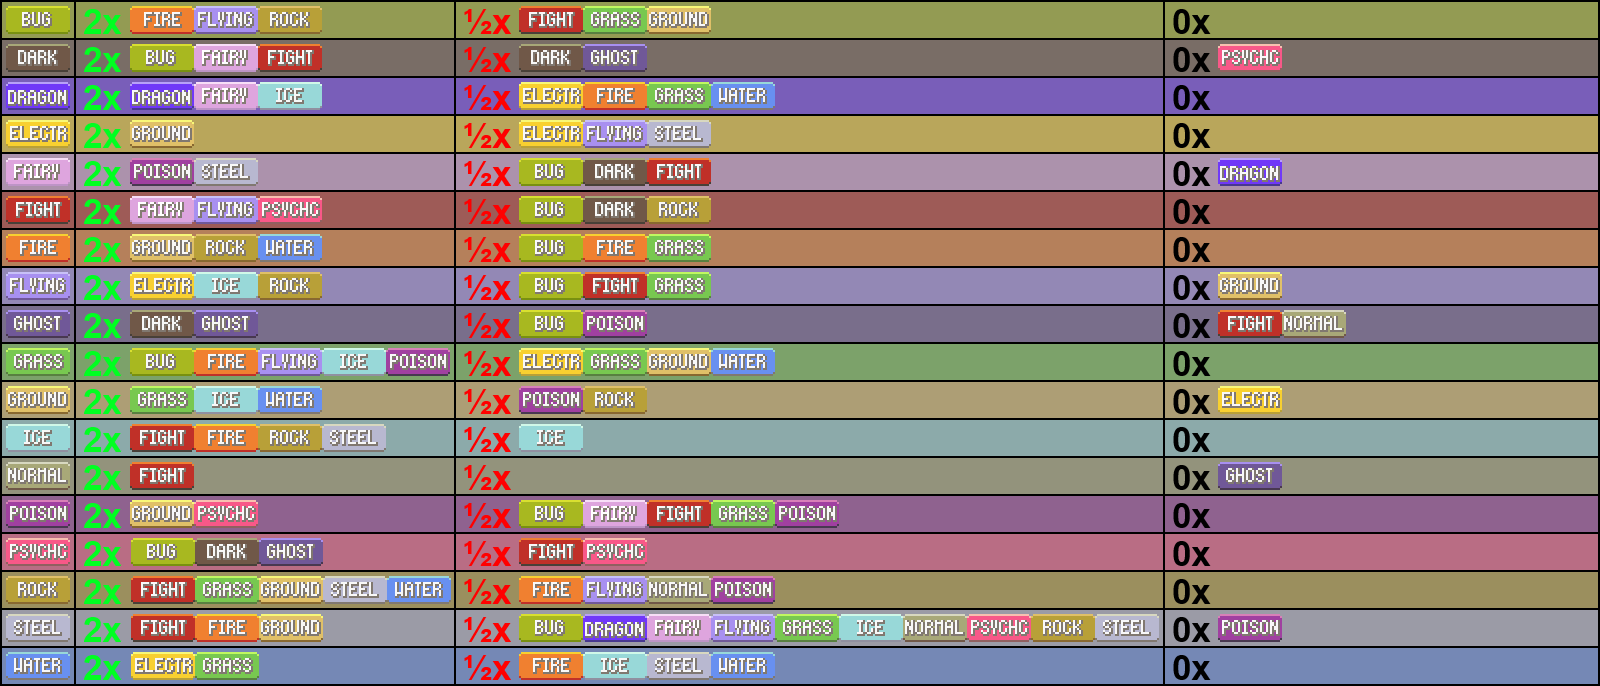 BUG 2x FIRE FLYING ROCK ½x FIGHT GRASS GROUND 0x
DARK 2x BUG FAIRY FIGHT ½x DARK GHOST 0x PSYCHC
DRAGON 2x DRAGON FAIRY ICE ½x ELECTR FIRE GRASS WATER 0x
ELECTR 2x GROUND ½x ELECTR FLYING STEEL 0x
FAIRY 2x POISON STEEL ½x BUG DARK FIGHT 0x DRAGON
FIGHT 2x FAIRY FLYING PSYCHC ½x BUG DARK ROCK 0x
FIRE 2x GROUND ROCK WATER ½x BUG FIRE GRASS 0x
FLYING 2x ELECTR ICE ROCK ½x BUG FIGHT GRASS 0x GROUND
GHOST 2x DARK GHOST ½x BUG POISON 0x FIGHT NORMAL
GRASS 2x BUG FIRE FLYING ICE POISON ½x ELECTR GRASS GROUND WATER 0x
GROUND 2x GRASS ICE WATER ½x POISON ROCK 0x ELECTR
ICE 2x FIGHT FIRE ROCK STEEL ½x ICE 0x
NORMAL 2x FIGHT ½x 0x GHOST
POISON 2x GROUND PSYCHC ½x BUG FAIRY FIGHT GRASS POISON 0x
PSYCHC 2x BUG DARK GHOST ½x FIGHT PSYCHC 0x
ROCK 2x FIGHT GRASS GROUND STEEL WATER ½x FIRE FLYING NORMAL POISON 0x
STEEL 2x FIGHT FIRE GROUND ½x BUG DRAGON FAIRY FLYING GRASS ICE NORMAL PSYCHC ROCK STEEL 0x POISON
WATER 2x ELECTR GRASS ½x FIRE ICE STEEL WATER 0x